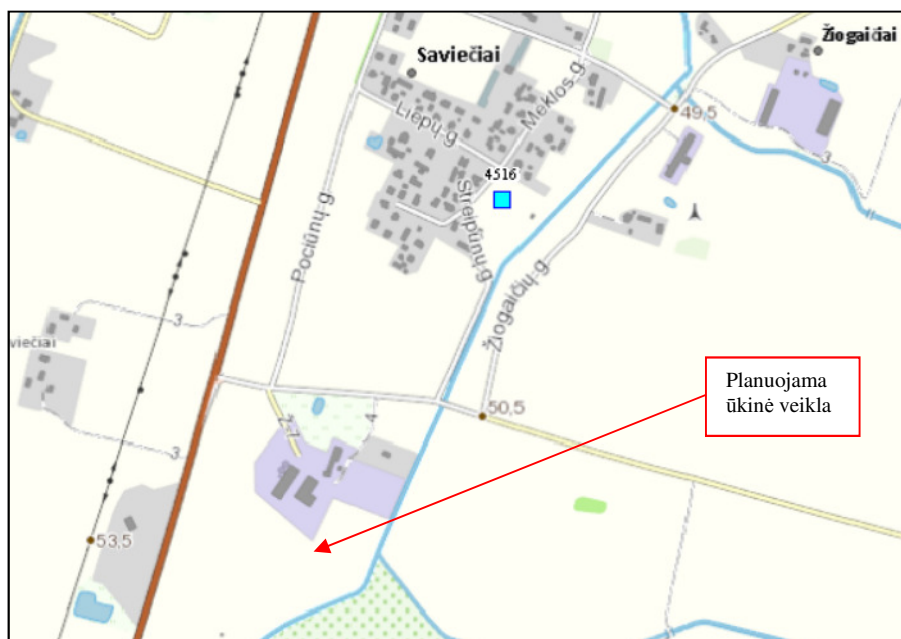 Žiogaičiai
Saviečiai
Meklos g
49,5
Liepų g
3
4516
Streipūnų g
Pociūnų g
Žiogaičių g
3
viečiai
Planuojama
ūkinė veikla
50,5
4
3
53,5